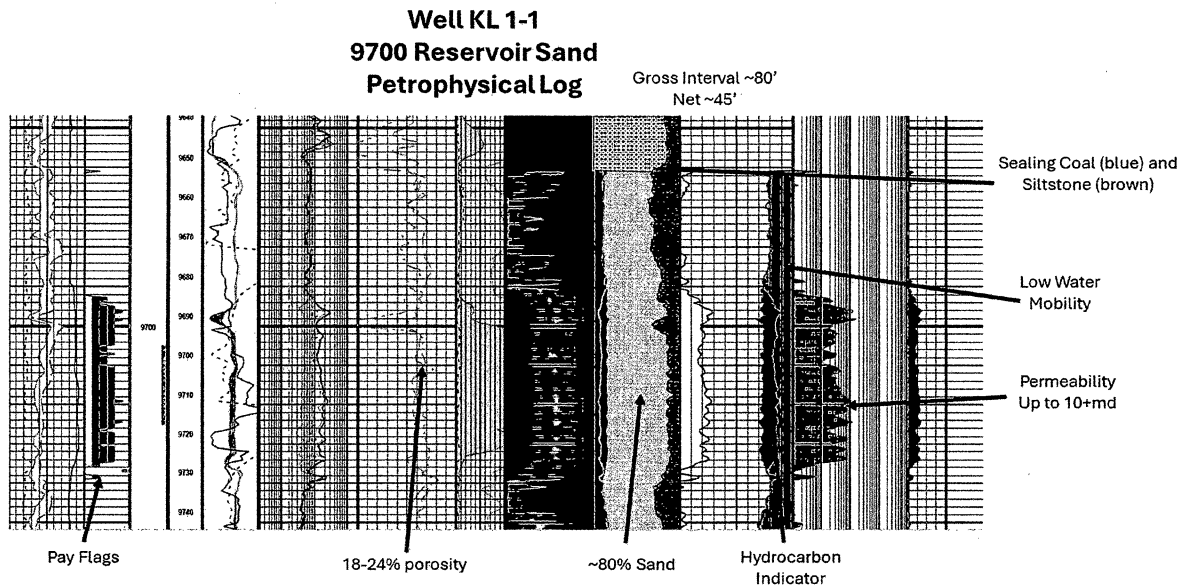 Well KL 1-1
9700 Reservoir Sand
Petrophysical Log
Gross Interval ~80'
Net ~45'
9640
9650
9660
9670
9680
9690
9700
9700
9710
9720
9730
9740
Sealing Coal (blue) and
Siltstone (brown)
Low Water
Mobility
Permeability
Up to 10+md
Pay Flags
18-24% porosity
~80% Sand
Hydrocarbon
Indicator